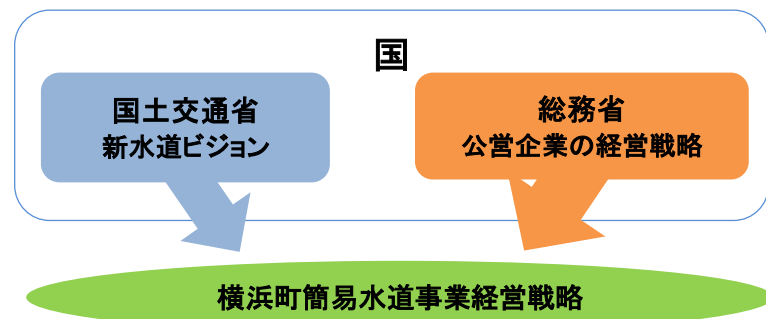 国
国土交通省
新水道ビジョン
総務省
公営企業の経営戦略
横浜町簡易水道事業経営戦略